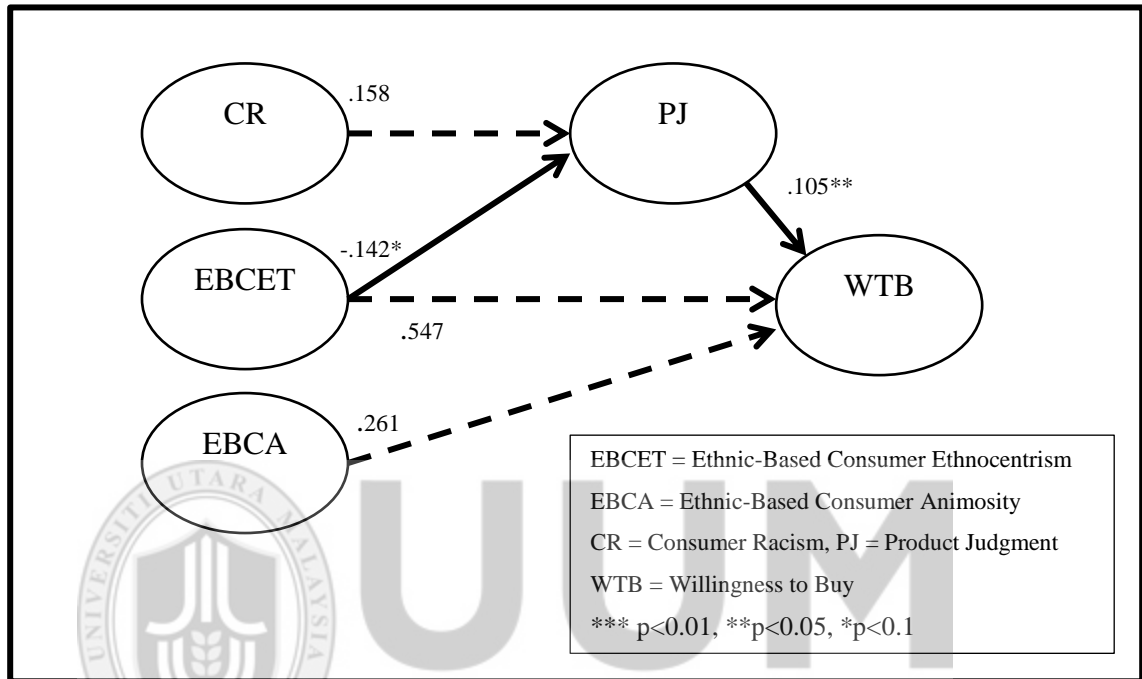 CR
.158
PJ
.105**
-.142*
EBCET
.547
WTB
EBCA
.261
EBCET = Ethnic-Based Consumer Ethnocentrism
EBCA = Ethnic-Based Consumer Animosity
CR = Consumer Racism, PJ = Product Judgment
WTB = Willingness to Buy
*** p<0.01, **p<0.05, *p<0.1
UNIVERSITI UTARA MALAYSIA
UUM